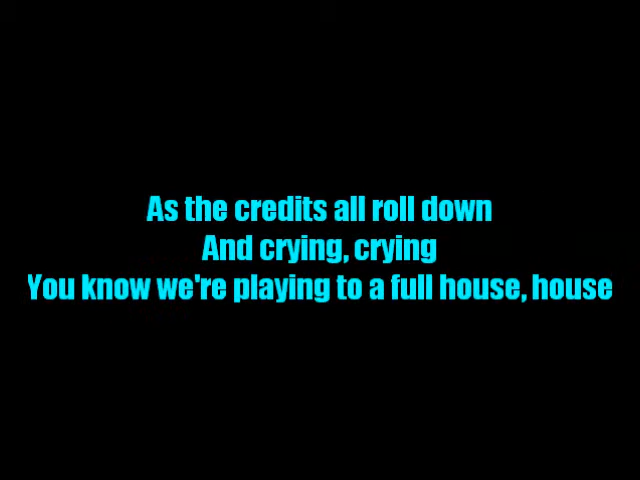 As the credits all roll down
And crying, crying
You know we're playing to a full house, house